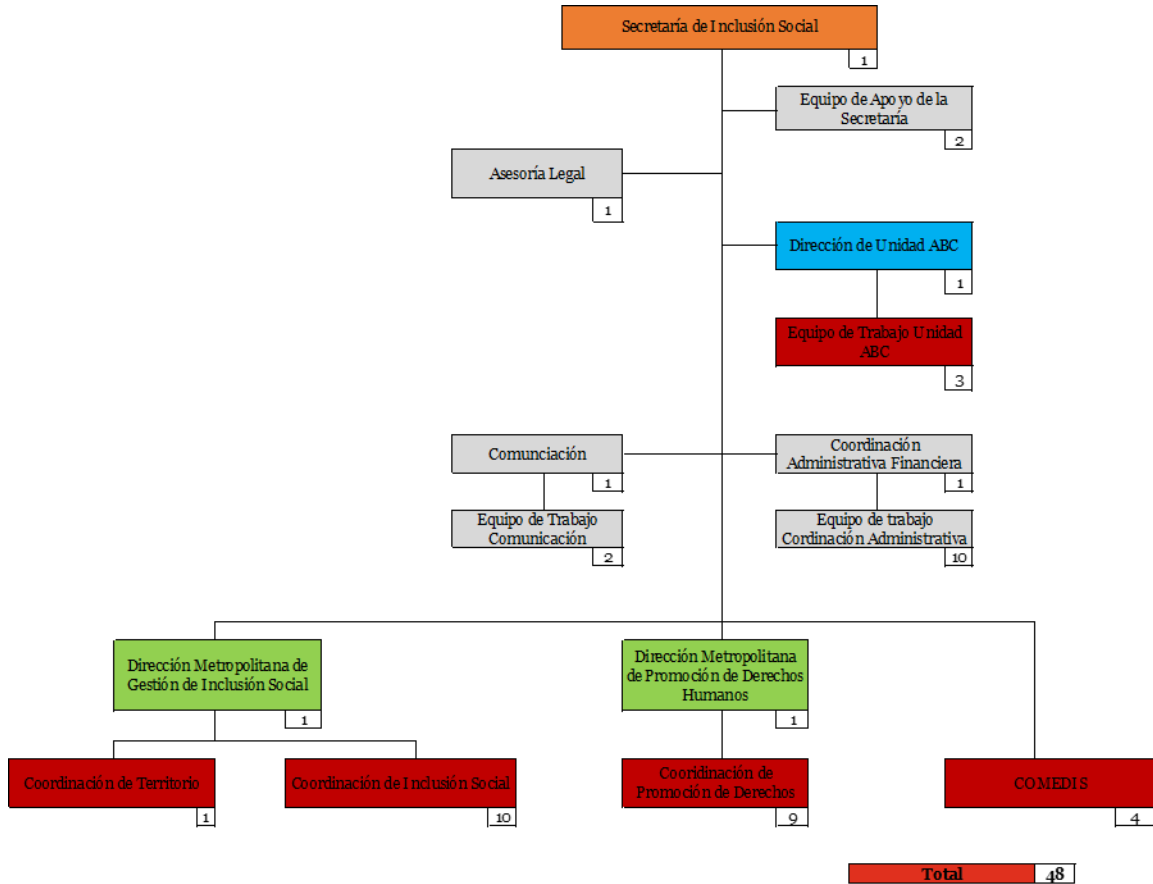 Secretaría de Inclusión Social
1
Equipo de Apoyo de la
Secretaría
2
Asesoría Legal
1
Dirección de Unidad ABC
1
Equipo de Trabajo Unidad
ABC
3
Comunciación
1
Coordinación
Administrativa Financiera
1
Equipo de Trabajo
Comunicación
2
Equipo de trabajo
Cordinación Administrativa
10
Dirección Metropolitana de
Gestión de Inclusión Social
1
Dirección Metropolitana
de Promoción de Derechos
Humanos
1
Coordinación de Territorio
1
Coordinación de Inclusión Social
10
Cooridinación de
Promoción de Derechos
9
COMEDIS
4
Total 48